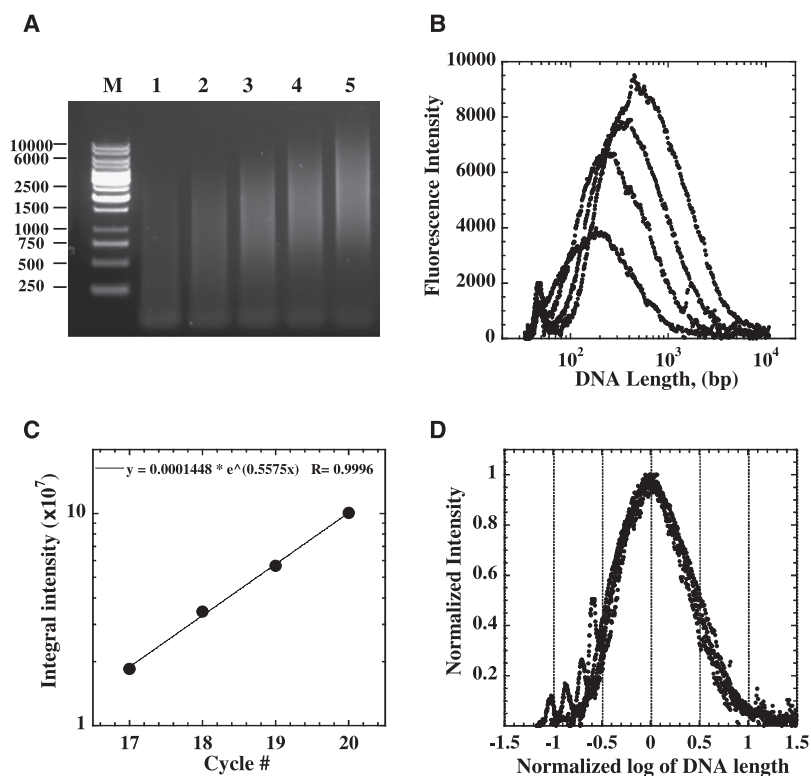 A
M 1 2 3 4 5
10000
6000
2500
1500
1000
750
500
250
B
Fluorescence Intensity
10000
8000
6000
4000
2000
0
10²
10³
10⁴
DNA Length, (bp)
C
y = 0.0001448 * e^(0.5575x) R= 0.9996
Integral intensity (×10⁷)
10
1
17 18 19 20
Cycle #
D
Normalized Intensity
1
0.8
0.6
0.4
0.2
-1.5 -1 -0.5 0 0.5 1 1.5
Normalized log of DNA length